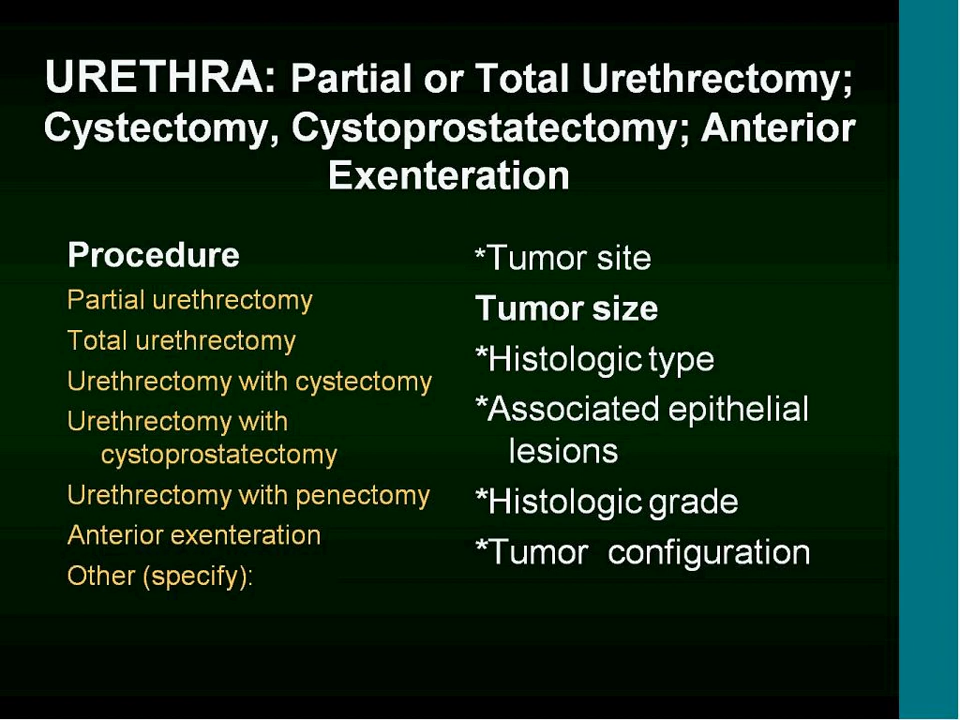 URETHRA: Partial or Total Urethrectomy;
Cystectomy, Cystoprostatectomy; Anterior
Exenteration
Procedure
Partial urethrectomy
Total urethrectomy
Urethrectomy with cystectomy
Urethrectomy with
cystoprostatectomy
Urethrectomy with penectomy
Anterior exenteration
Other (specify):
*Tumor site
Tumor size
*Histologic type
*Associated epithelial
lesions
*Histologic grade
*Tumor configuration